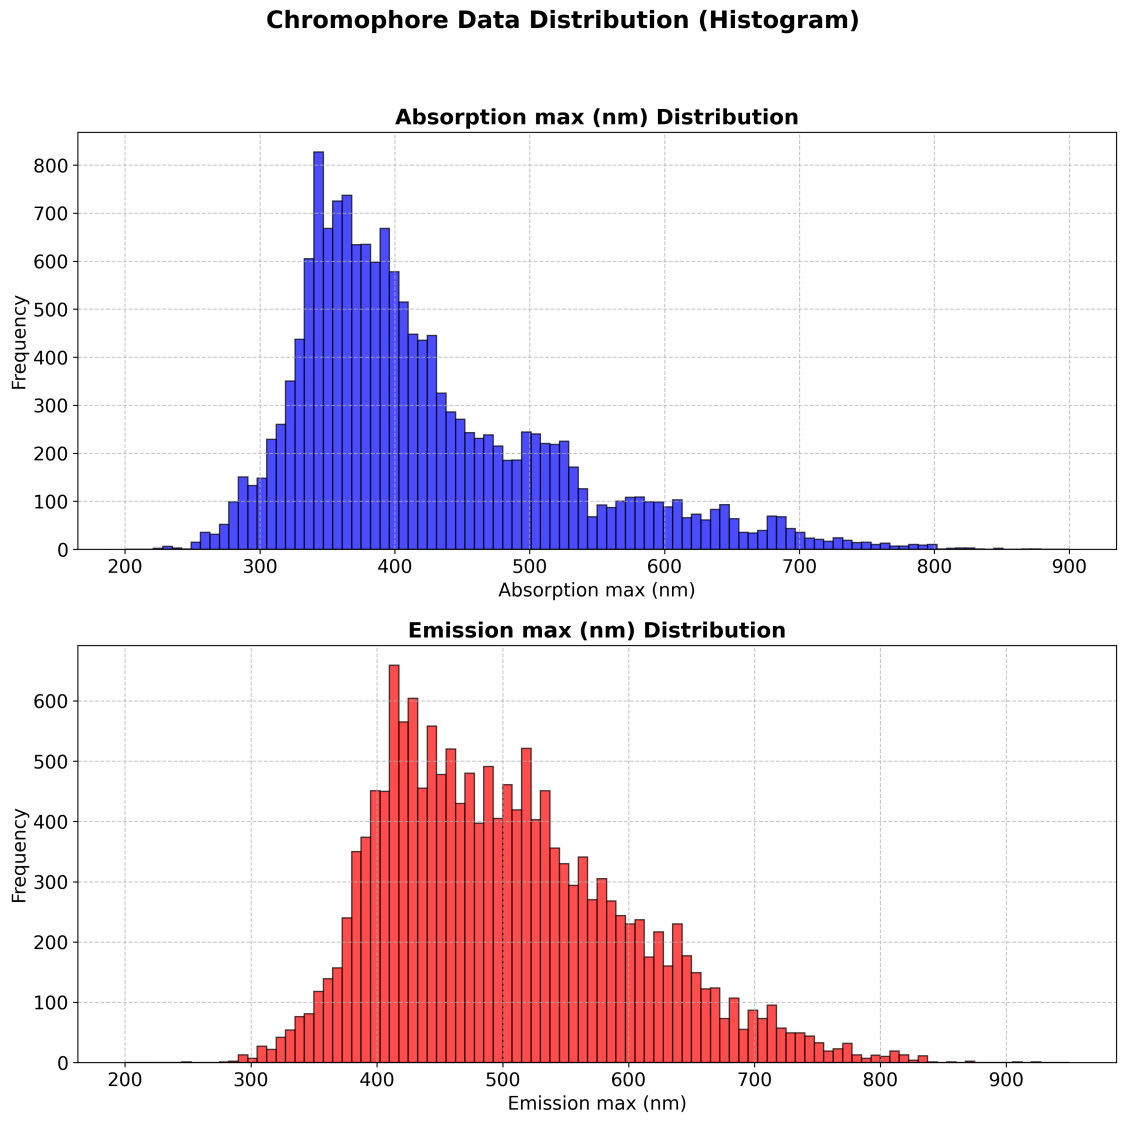 Chromophore Data Distribution (Histogram)
Absorption max (nm) Distribution
800
700
600
500
400
300
200
100
0
Frequency
200 300 400 500 600 700 800 900
Absorption max (nm)
Emission max (nm) Distribution
600
500
400
300
200
100
0
Frequency
200 300 400 500 600 700 800 900
Emission max (nm)